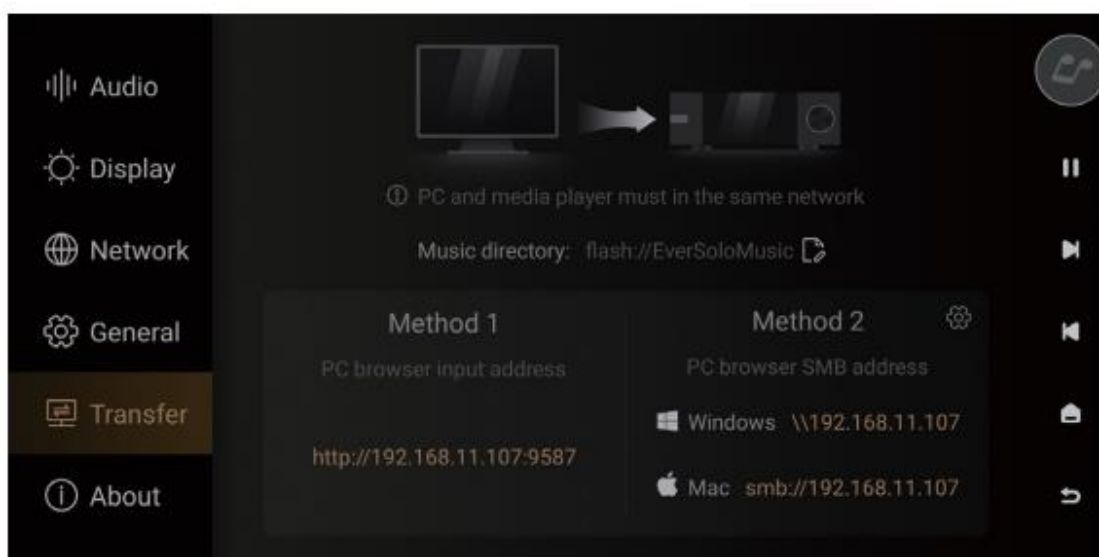 Audio
Display
Network
General
Transfer
About
PC and media player must in the same network
Music directory: flash://EverSoloMusic
Method 1
PC browser input address
http://192.168.11.107:9587
Method 2
PC browser SMB address
Windows \\192.168.11.107
Mac smb://192.168.11.107